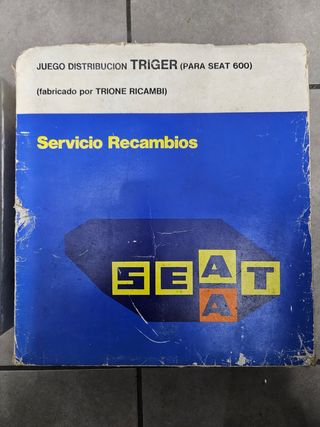 JUEGO DISTRIBUCION TRIGER (PARA SEAT 600)
(fabricado por TRIONE RICAMBI)
Servicio Recambios
SEAT
A